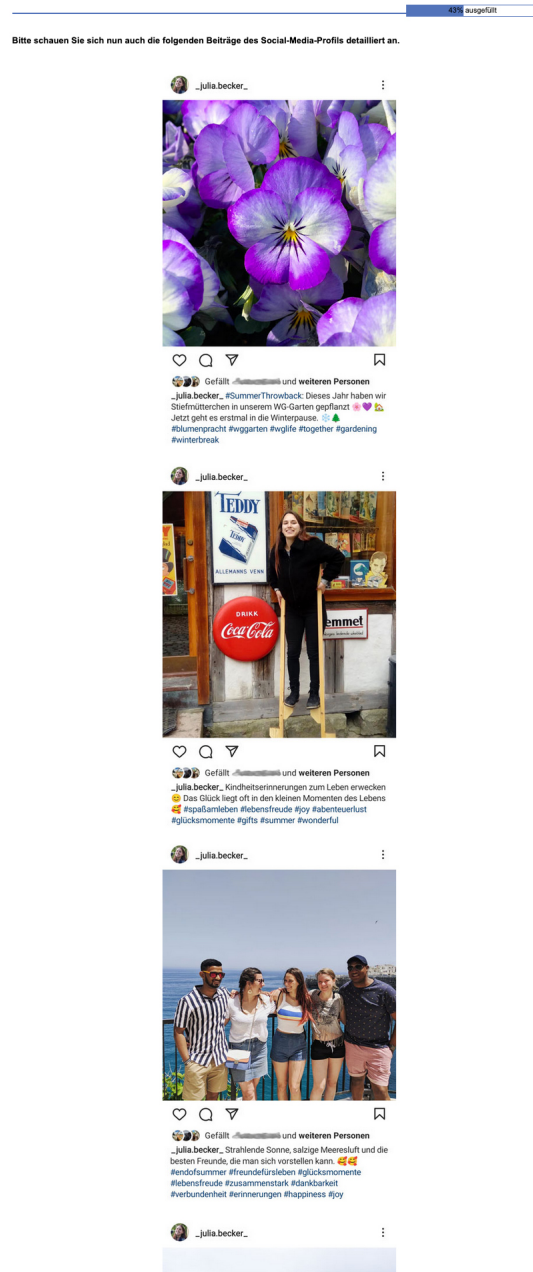 43% ausgefüllt
Bitte schauen Sie sich nun auch die folgenden Beiträge des Social-Media-Profils detailliert an.
_julia.becker_
Gefällt und weiteren Personen
_julia.becker_ #SummerThrowback: Dieses Jahr haben wir
Stiefmütterchen in unserem WG-Garten gepflanzt 🌸💜🏡
Jetzt geht es erstmal in die Winterpause. ❄️🌲
#blumenpracht #wggarten #wglife #together #gardening
#winterbreak
_julia.becker_
TEDDY
TEDDY
ALLEMANNS VENN
DRIKK
Coca-Cola
emmet
Gefällt und weiteren Personen
_julia.becker_ Kindheitserinnerungen zum Leben erwecken
😊 Das Glück liegt oft in den kleinen Momenten des Lebens
🥰 #spaßamleben #lebensfreude #joy #abenteuerlust
#glücksmomente #gifts #summer #wonderful
_julia.becker_
Gefällt und weiteren Personen
_julia.becker_ Strahlende Sonne, salzige Meeresluft und die
besten Freunde, die man sich vorstellen kann. 🥰🥰
#endofsummer #freundefürsleben #glücksmomente
#lebensfreude #zusammenstark #dankbarkeit
#verbundenheit #erinnerungen #happiness #joy
_julia.becker_